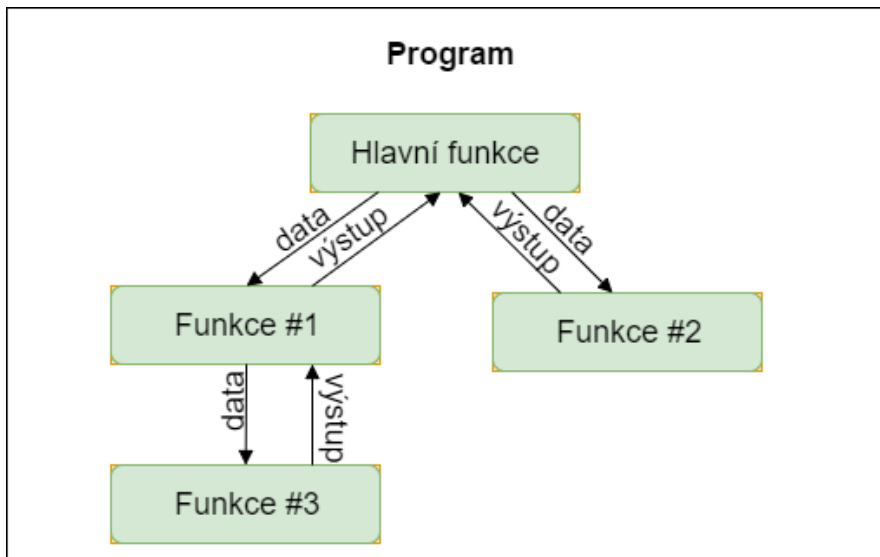 Program
Hlavní funkce
data
výstup
výstup
data
Funkce #1
Funkce #2
data
výstup
Funkce #3